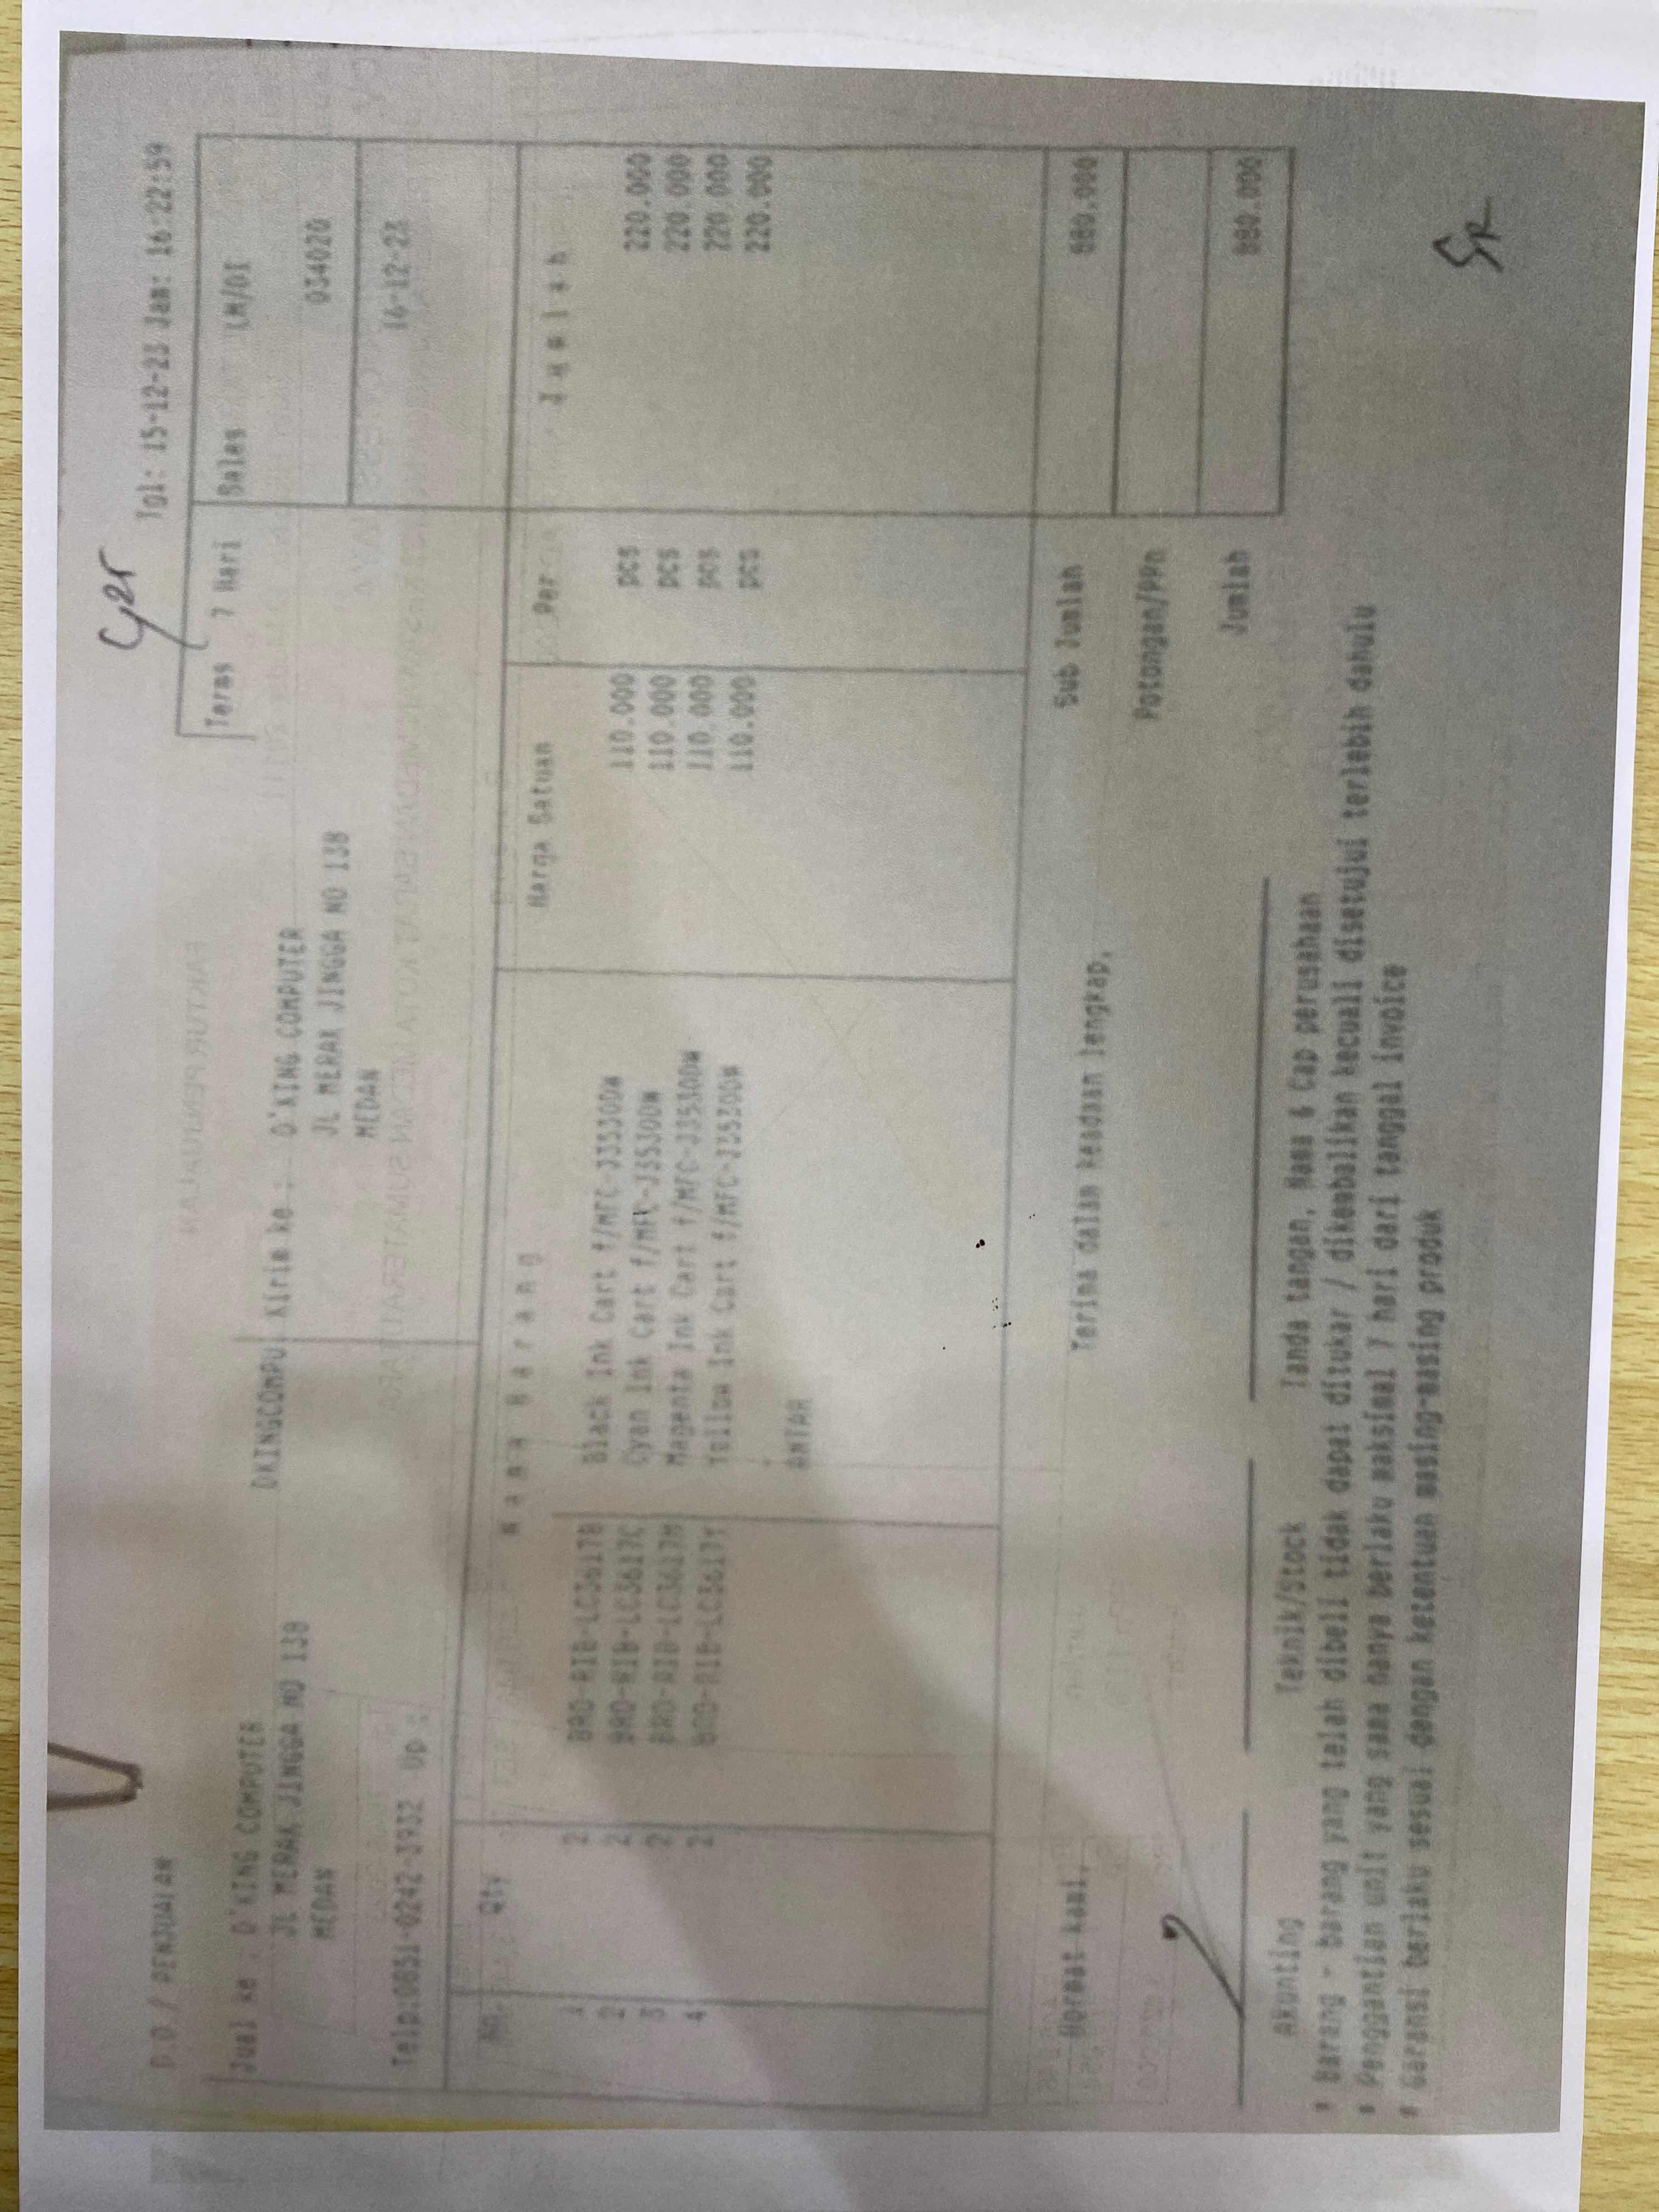 D.O / PENJUALAN Tgl: 15-12-23 Jam: 16:22:59
Terms 7 Hari Sales LM/DI
Jual ke : D'KING COMPUTER DKINGCOMPU Kirim ke : D'KING COMPUTER
JL MERAK JINGGA NO 138 JL MERAK JINGGA NO 138 034020
MEDAN MEDAN
Telp:0851-0242-3932 Up : 16-12-23
No. Qty Nama Barang Harga Satuan Per Jumlah
1 2 BRO-RIB-LC3617B Black Ink Cart f/MFC-J3530DW 110.000 pcs 220.000
2 2 BRO-RIB-LC3617C Cyan Ink Cart f/MFC-J3530DW 110.000 pcs 220.000
3 2 BRO-RIB-LC3617M Magenta Ink Cart f/MFC-J3530DW 110.000 pcs 220.000
4 2 BRO-RIB-LC3617Y Yellow Ink Cart f/MFC-J3530DW 110.000 pcs 220.000
ANTAR
Hormat kami, Terima dalam keadaan lengkap, Sub Jumlah 880.000
Potongan/PPn
Jumlah 880.000
Akunting Teknik/Stock Tanda tangan, Nama & Cap perusahaan
* Barang - barang yang telah dibeli tidak dapat ditukar / dikembalikan kecuali disetujui terlebih dahulu
* Penggantian unit yang sama hanya berlaku maksimal 7 hari dari tanggal invoice
* Garansi berlaku sesuai dengan ketentuan masing-masing produk